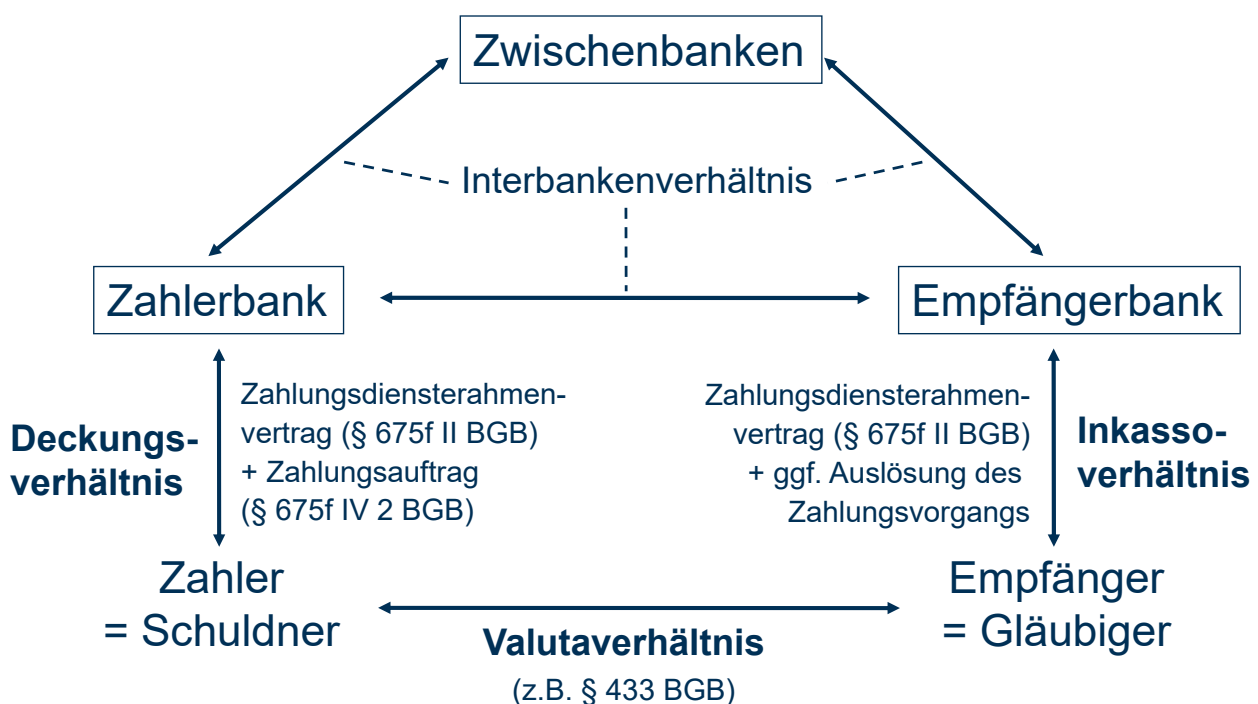 Zwischenbanken
Interbankenverhältnis
Zahlerbank
Empfängerbank
Deckungs-
verhältnis
Zahlungsdiensterahmen-
vertrag (§ 675f II BGB)
+ Zahlungsauftrag
(§ 675f IV 2 BGB)
Zahlungsdiensterahmen-
vertrag (§ 675f II BGB)
+ ggf. Auslösung des
Zahlungsvorgangs
Inkasso-
verhältnis
Zahler
= Schuldner
Empfänger
= Gläubiger
Valutaverhältnis
(z.B. § 433 BGB)